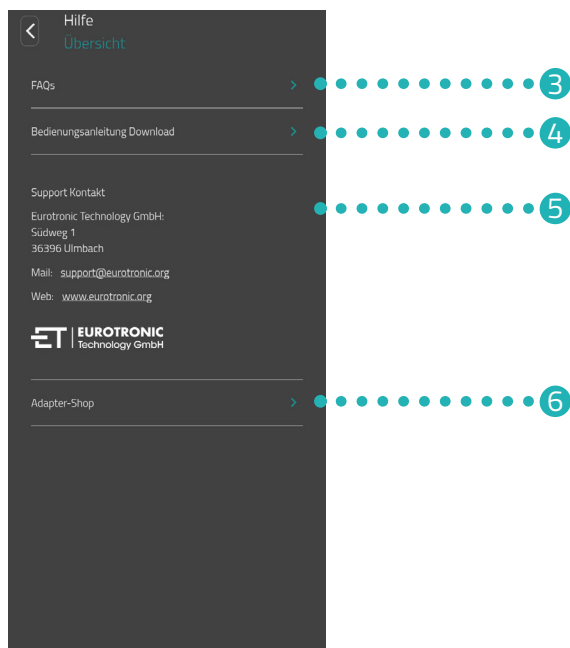 Hilfe
Übersicht
FAQs
3
Bedienungsanleitung Download
4
Support Kontakt
5
Eurotronic Technology GmbH:
Südweg 1
36396 Ulmbach
Mail: support@eurotronic.org
Web: www.eurotronic.org
ET EUROTRONIC
Technology GmbH
Adapter-Shop
6